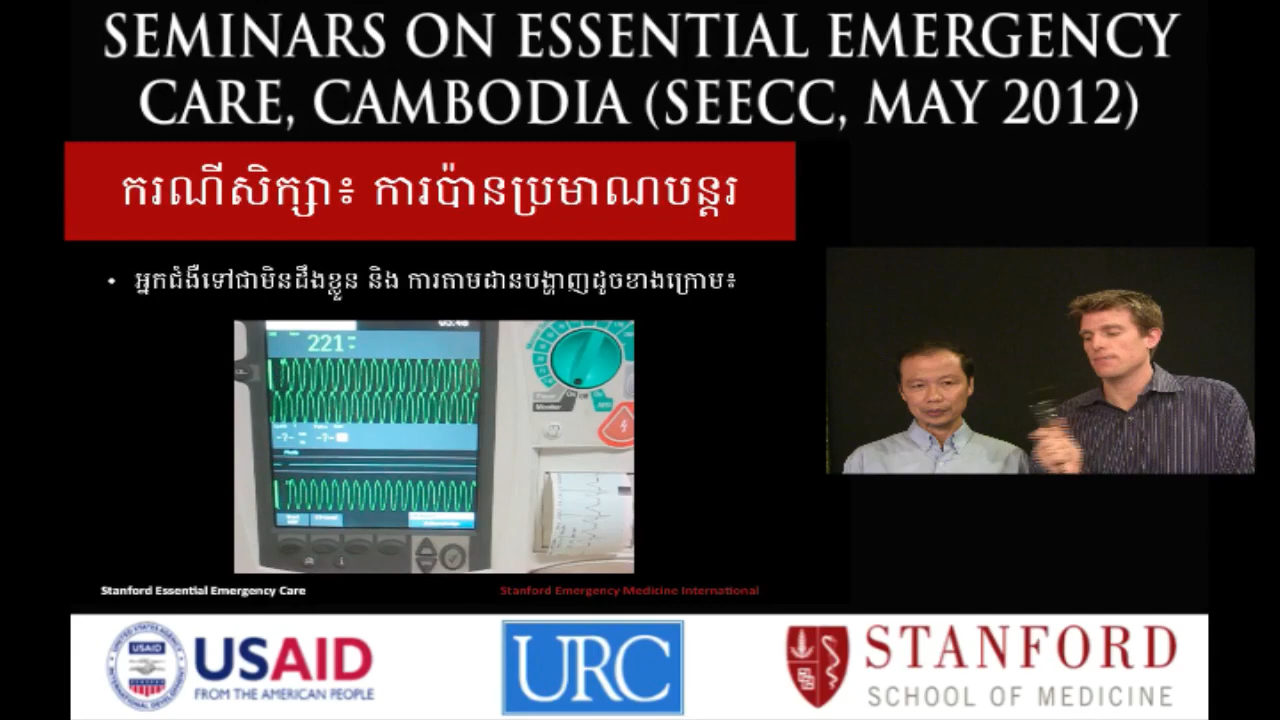 SEMINARS ON ESSENTIAL EMERGENCY
CARE, CAMBODIA (SEECC, MAY 2012)
ករណីសិក្សា៖ ការប៉ានប្រមាណបន្តរ
• អ្នកជំងឺទៅជាមិនដឹងខ្លួន និង ការតាមដានបង្ហាញដូចខាងក្រោម៖
221
Stanford Essential Emergency Care
Stanford Emergency Medicine International
USAID
USAID
FROM THE AMERICAN PEOPLE
URC
STANFORD
SCHOOL OF MEDICINE